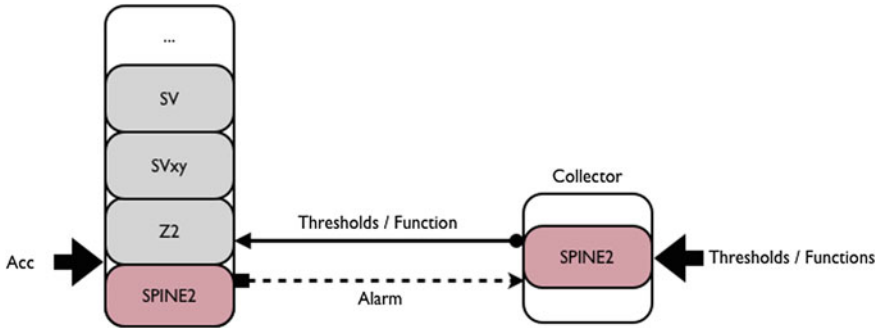 ...
SV
SVxy
Z2
SPINE2
Acc
Thresholds / Function
Alarm
Collector
SPINE2
Thresholds / Functions